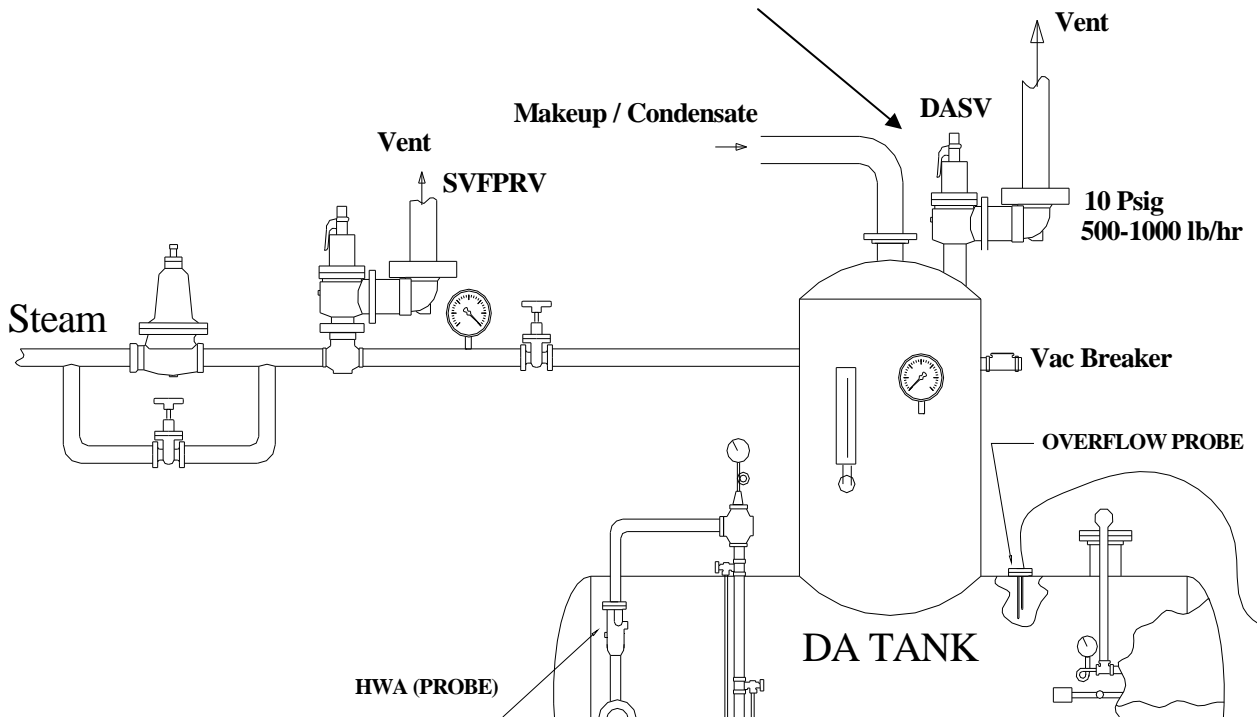 Vent
DASV
Makeup / Condensate
Vent
SVFPRV
10 Psig
500-1000 lb/hr
Steam
Vac Breaker
OVERFLOW PROBE
DA TANK
HWA (PROBE)